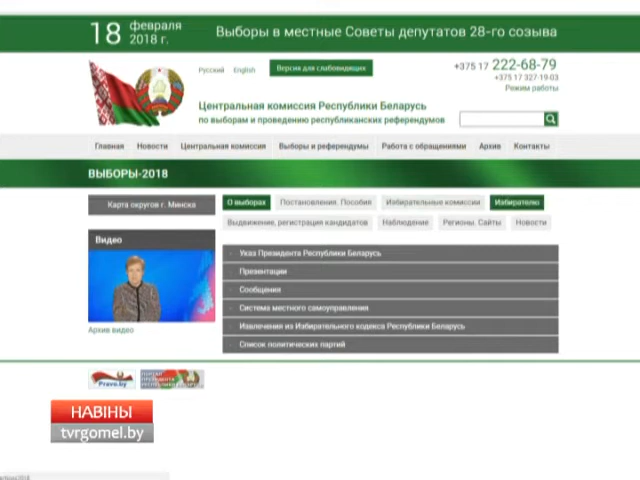 18 февраля 2018 г.
Выборы в местные Советы депутатов 28-го созыва
Русский English Версия для слабовидящих
+375 17 222-68-79
+375 17 327-19-03
Режим работы
Центральная комиссия Республики Беларусь
по выборам и проведению республиканских референдумов
Главная Новости Центральная комиссия Выборы и референдумы Работа с обращениями Архив Контакты
ВЫБОРЫ-2018
Карта округов г. Минска
О выборах Постановления. Пособия Избирательные комиссии Избирателю
Выдвижение, регистрация кандидатов Наблюдение Регионы. Сайты Новости
Видео
Архив видео
Указ Президента Республики Беларусь
Презентации
Сообщения
Система местного самоуправления
Извлечения из Избирательного кодекса Республики Беларусь
Список политических партий
Pravo.by
НАВІНЫ
tvrgomel.by